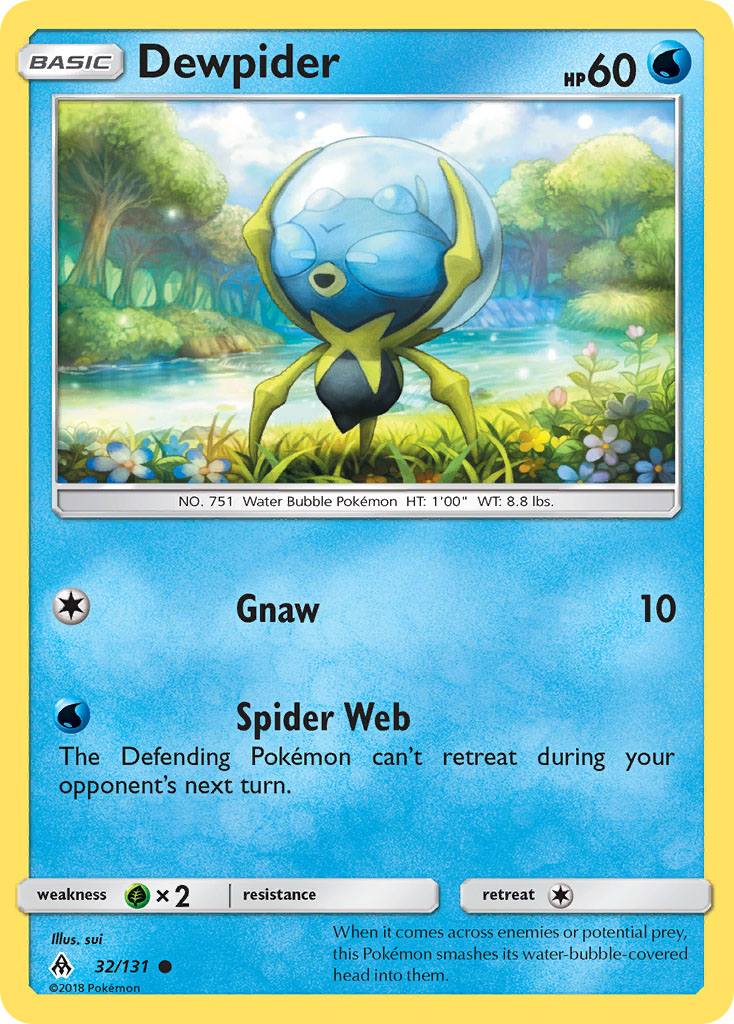 BASIC Dewpider HP60
NO. 751 Water Bubble Pokémon HT: 1'00" WT: 8.8 lbs.
Gnaw 10
Spider Web
The Defending Pokémon can't retreat during your
opponent's next turn.
weakness ×2 resistance retreat
Illus. sui
32/131
©2018 Pokémon
When it comes across enemies or potential prey,
this Pokémon smashes its water-bubble-covered
head into them.